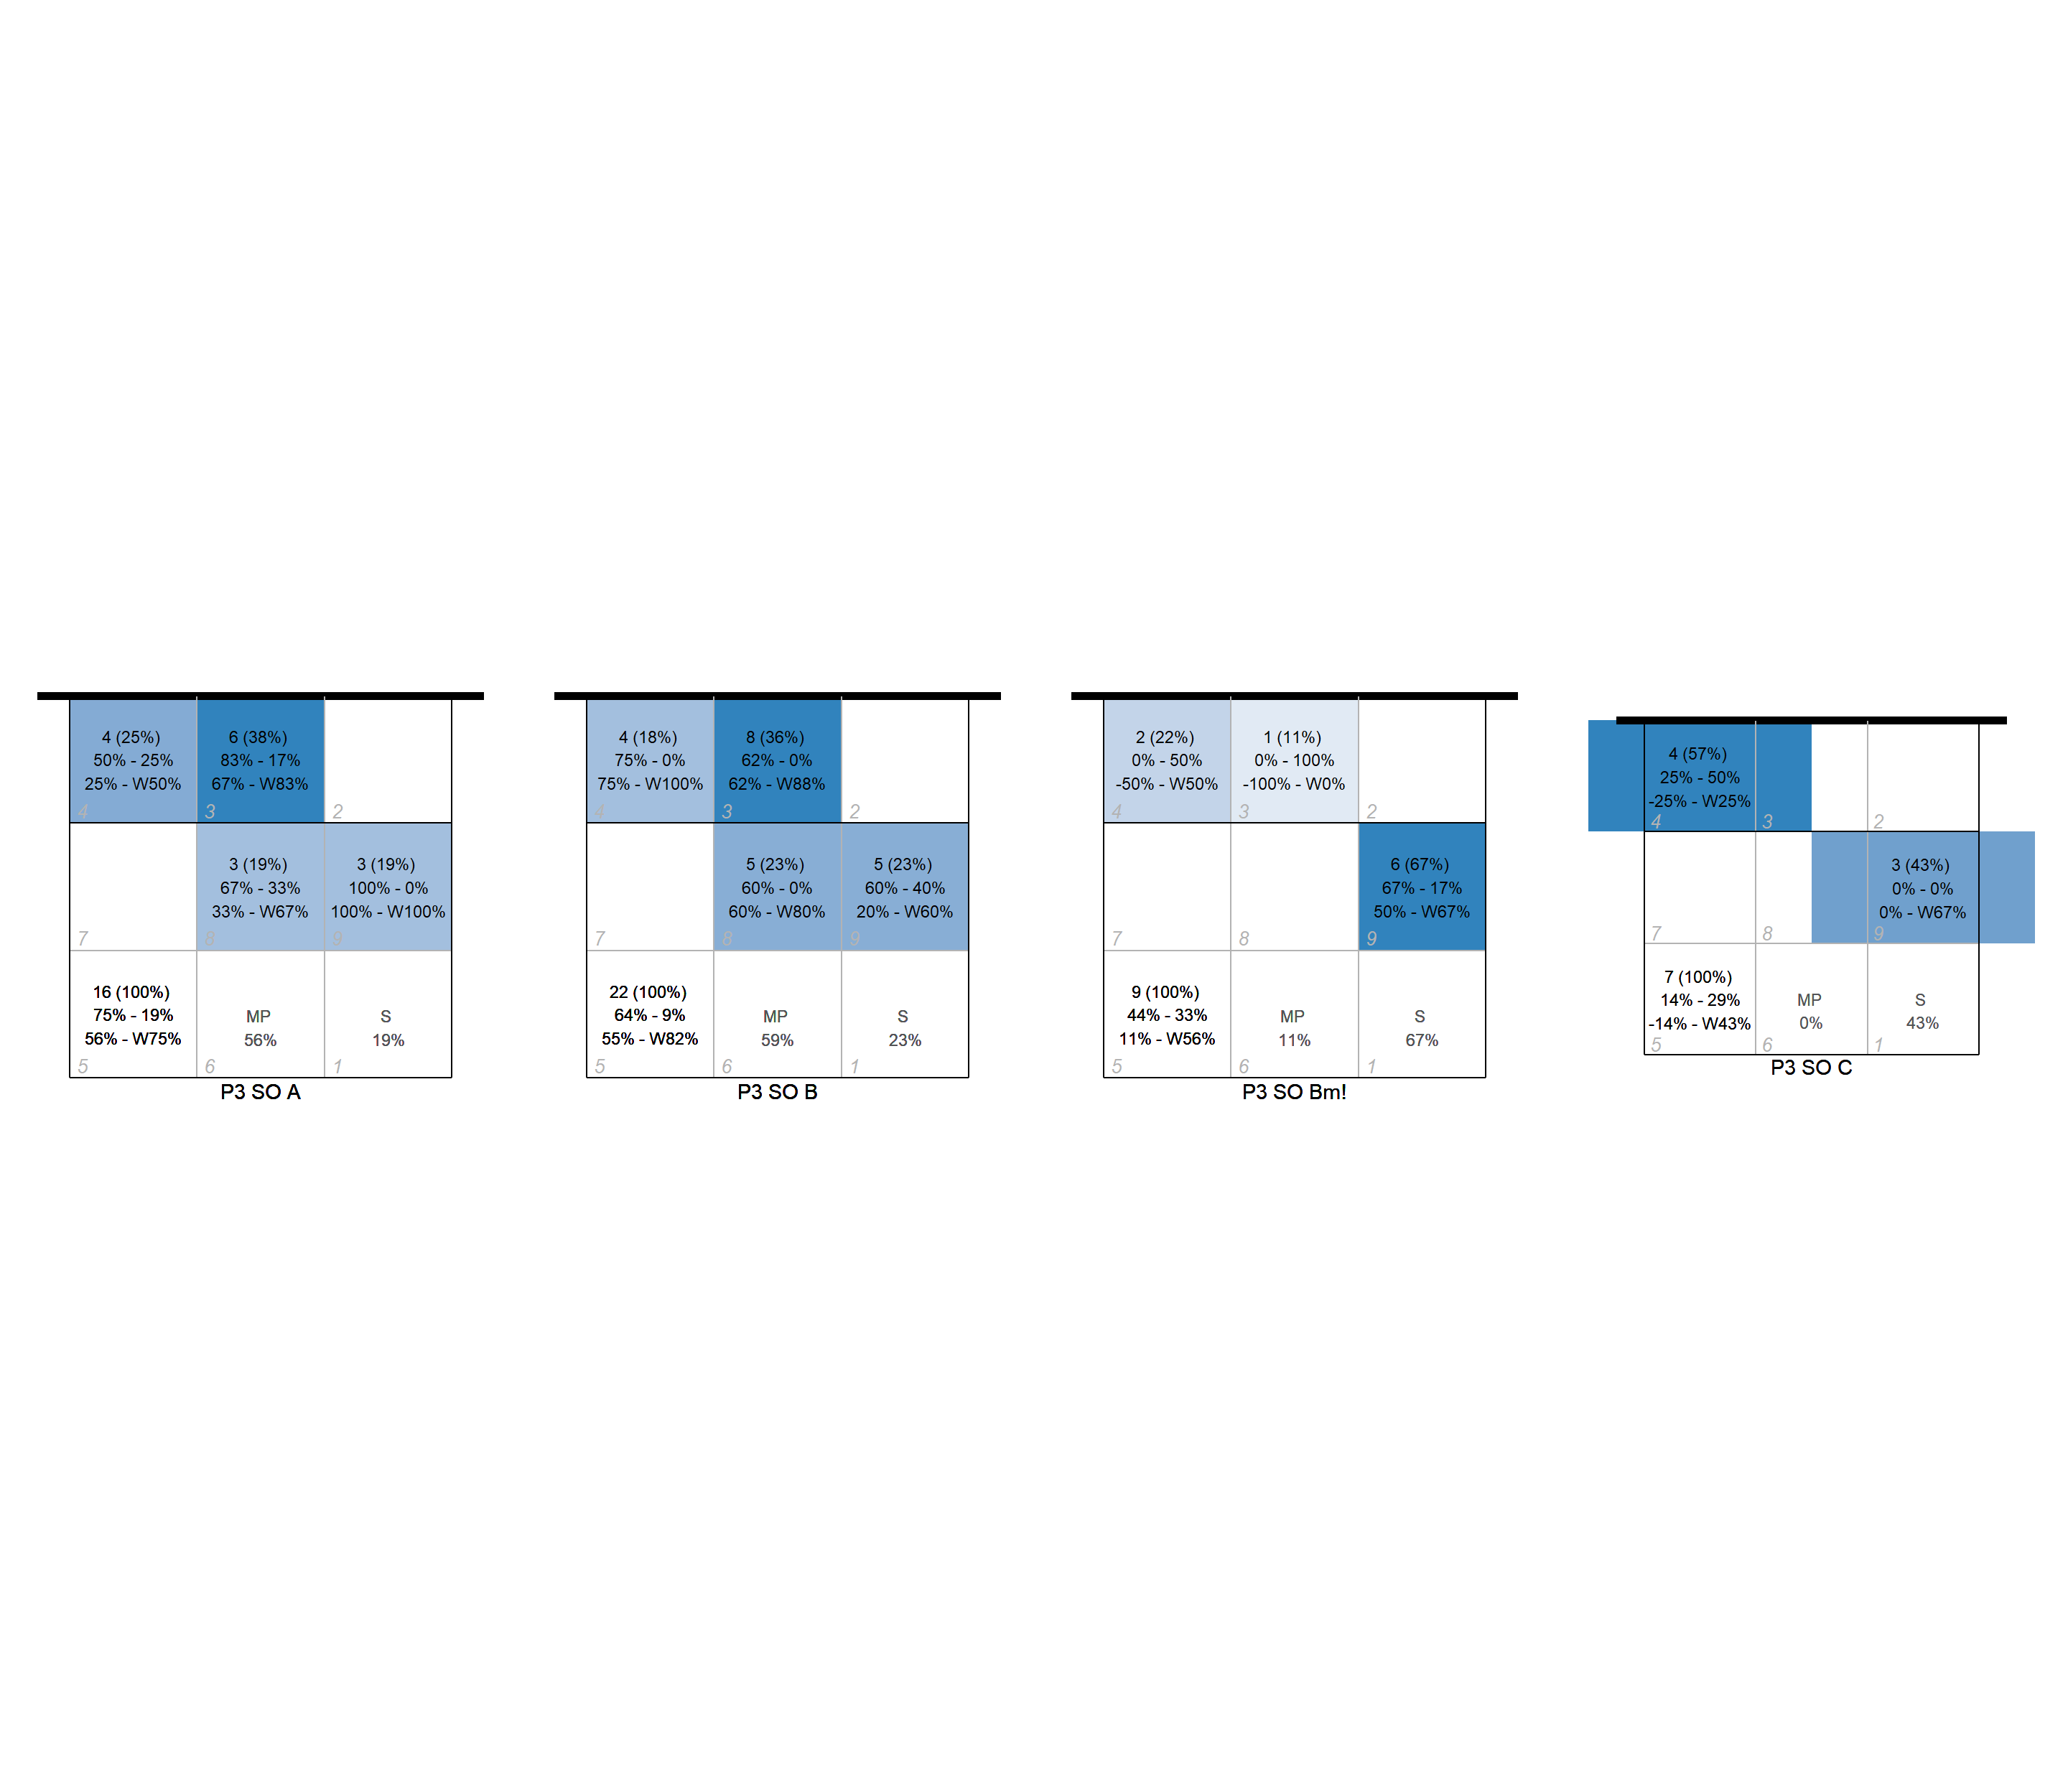 4 (25%)
50% - 25%
25% - W50%
4
6 (38%)
83% - 17%
67% - W83%
3
2
7
3 (19%)
67% - 33%
33% - W67%
8
3 (19%)
100% - 0%
100% - W100%
9
16 (100%)
75% - 19%
56% - W75%
5
MP
56%
6
S
19%
1
P3 SO A
4 (18%)
75% - 0%
75% - W100%
4
8 (36%)
62% - 0%
62% - W88%
3
2
7
5 (23%)
60% - 0%
60% - W80%
8
5 (23%)
60% - 40%
20% - W60%
9
22 (100%)
64% - 9%
55% - W82%
5
MP
59%
6
S
23%
1
P3 SO B
2 (22%)
0% - 50%
-50% - W50%
4
1 (11%)
0% - 100%
-100% - W0%
3
2
7
8
6 (67%)
67% - 17%
50% - W67%
9
9 (100%)
44% - 33%
11% - W56%
5
MP
11%
6
S
67%
1
P3 SO Bm!
4 (57%)
25% - 50%
-25% - W25%
4
3
2
7
8
3 (43%)
0% - 0%
0% - W67%
9
7 (100%)
14% - 29%
-14% - W43%
5
MP
0%
6
S
43%
1
P3 SO C